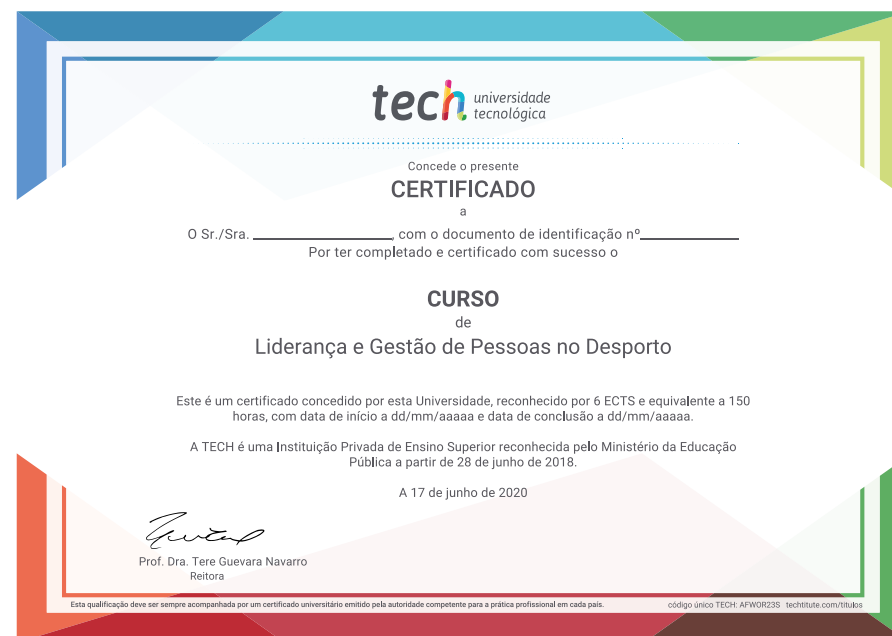 tech universidade
tecnológica
Concede o presente
CERTIFICADO
a
O Sr./Sra. ____________, com o documento de identificação nº____________
Por ter completado e certificado com sucesso o
CURSO
de
Liderança e Gestão de Pessoas no Desporto
Este é um certificado concedido por esta Universidade, reconhecido por 6 ECTS e equivalente a 150
horas, com data de início a dd/mm/aaaaa e data de conclusão a dd/mm/aaaaa.
A TECH é uma Instituição Privada de Ensino Superior reconhecida pelo Ministério da Educação
Pública a partir de 28 de junho de 2018.
A 17 de junho de 2020
Prof. Dra. Tere Guevara Navarro
Reitora
Esta qualificação deve ser sempre acompanhada por um certificado universitário emitido pela autoridade competente para a prática profissional em cada país.
código único TECH: AFWOR23S techtitute.com/titulos